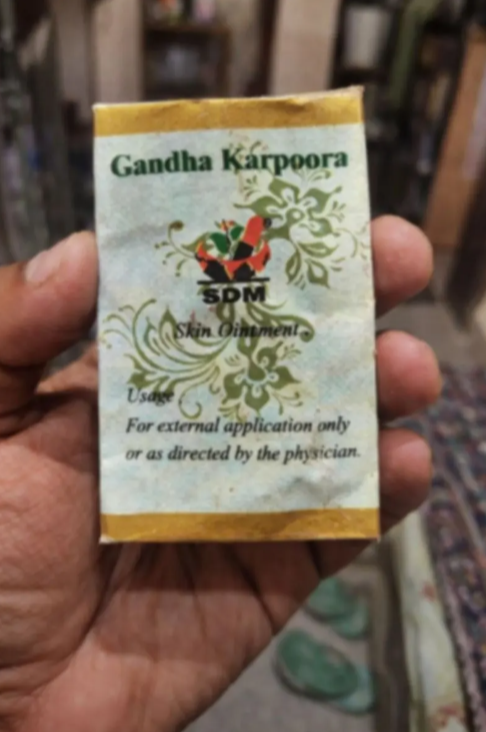 Gandha Karpoora
SDM
Skin Ointment
Usage
For external application only
or as directed by the physician.